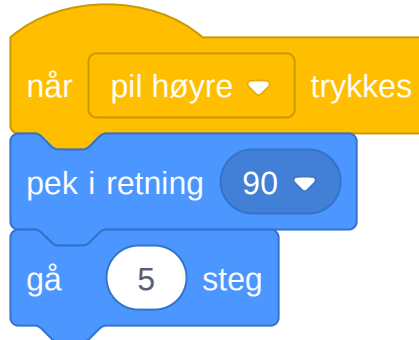 når pil høyre trykkes
pek i retning 90
gå 5 steg